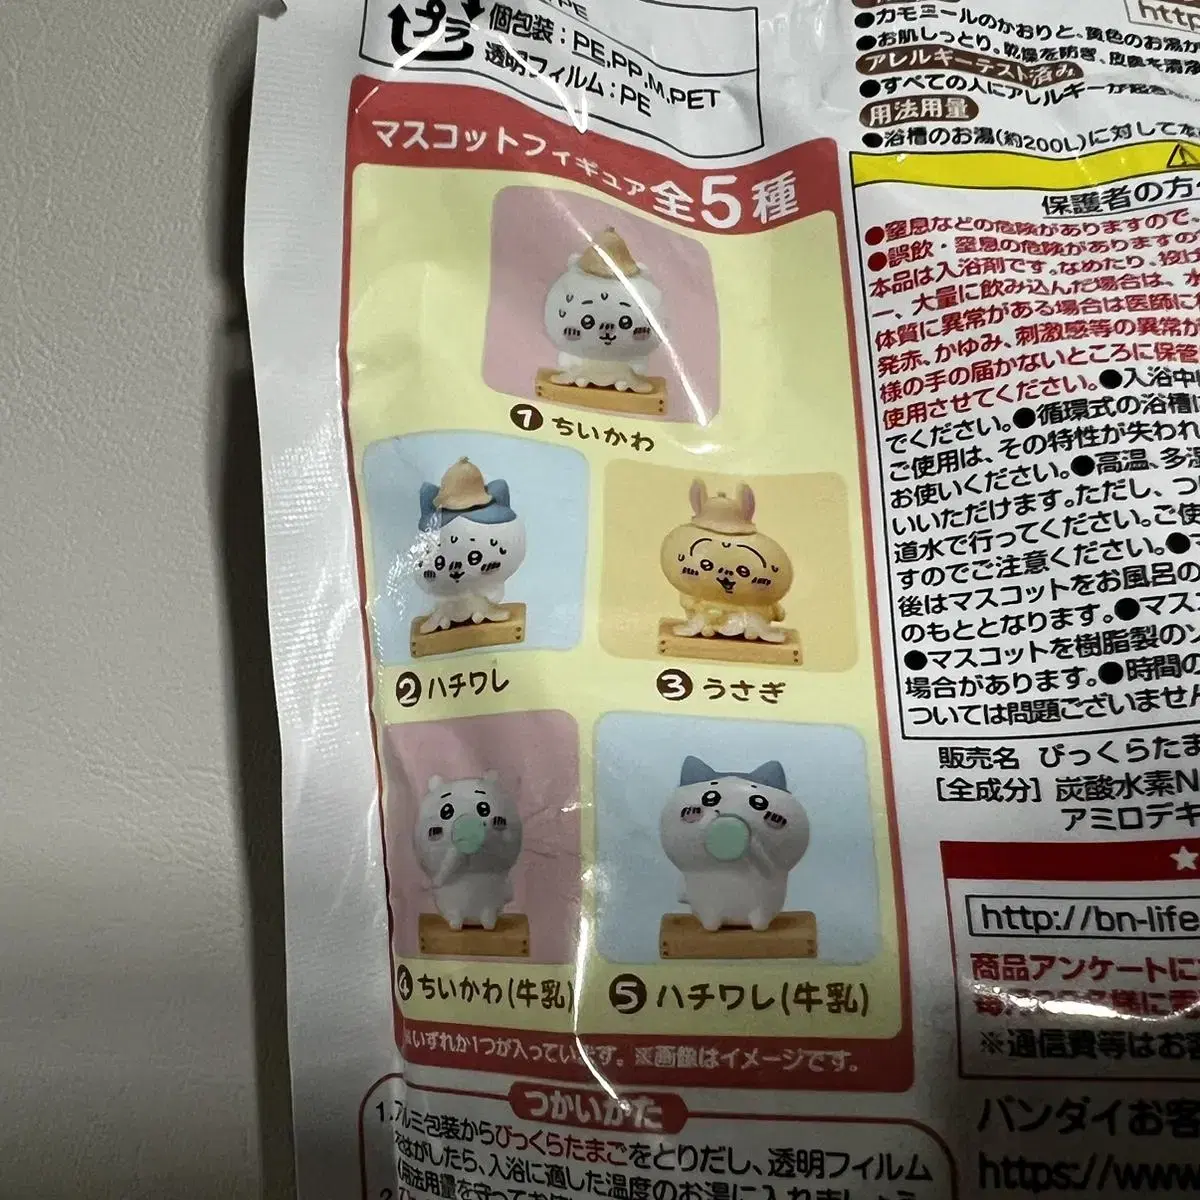 プラ
個包装：PE,PP,M,PET
透明フィルム：PE
マスコットフィギュア全5種
1 ちいかわ
2 ハチワレ
3 うさぎ
4 ちいかわ(牛乳)
5 ハチワレ(牛乳)
※いずれか1つが入っています。※画像はイメージです。
つかいかた
1.アルミ包装からびっくらたまごをとりだし、透明フィルム
をはがしたら、入浴に適した温度のお湯に入れましょう
●カモミールのかおりと、黄色のお湯が
●お肌しっとり、乾燥を防ぎ、皮膚を清浄
アレルギーテスト済み
●すべての人にアレルギーが
用法用量
●浴槽のお湯(約200L)に対して
保護者の方
●窒息などの危険がありますので
●誤飲・窒息の危険がありますの
本品は入浴剤です。なめたり、
一、大量に飲み込んだ場合は、水
体質に異常がある場合は医師に
発赤、かゆみ、刺激感等の異常が
様の手の届かないところに保管
使用させてください。●入浴中
でください。●循環式の浴槽
ご使用は、その特性が失われ
お使いください。●高温、多湿
いいただけます。ただし、つ
道水で行ってください。ご使
すのでご注意ください。●マ
後はマスコットをお風呂の
のもととなります。●マス
●マスコットを樹脂製のソ
場合があります。●時間の
ついては問題ございません
販売名 びっくらたま
[全成分] 炭酸水素N
アミロデキ
http://bn-life
商品アンケートに
※通信費等はお客
バンダイお客
https://www